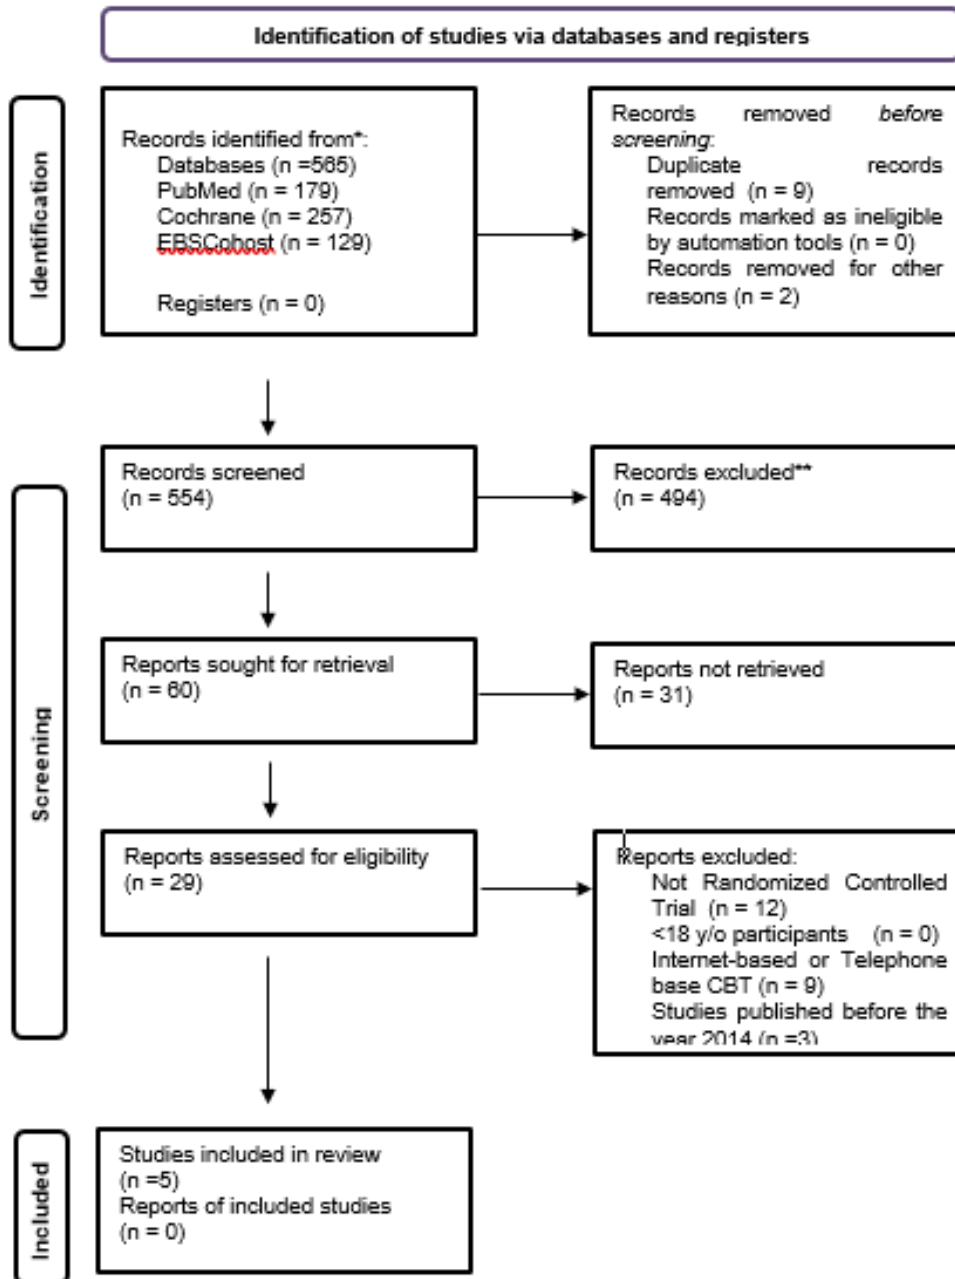 Identification of studies via databases and registers
Identification
Records identified from*:
Databases (n =565)
PubMed (n = 179)
Cochrane (n = 257)
EBSCohost (n = 129)
Registers (n = 0)
Records removed before
screening:
Duplicate records
removed (n = 9)
Records marked as ineligible
by automation tools (n = 0)
Records removed for other
reasons (n = 2)
Screening
Records screened
(n = 554)
Records excluded**
(n = 494)
Reports sought for retrieval
(n = 60)
Reports not retrieved
(n = 31)
Reports assessed for eligibility
(n = 29)
Reports excluded:
Not Randomized Controlled
Trial (n = 12)
<18 y/o participants (n = 0)
Internet-based or Telephone
base CBT (n = 9)
Studies published before the
year 2014 (n =3)
Included
Studies included in review
(n =5)
Reports of included studies
(n = 0)